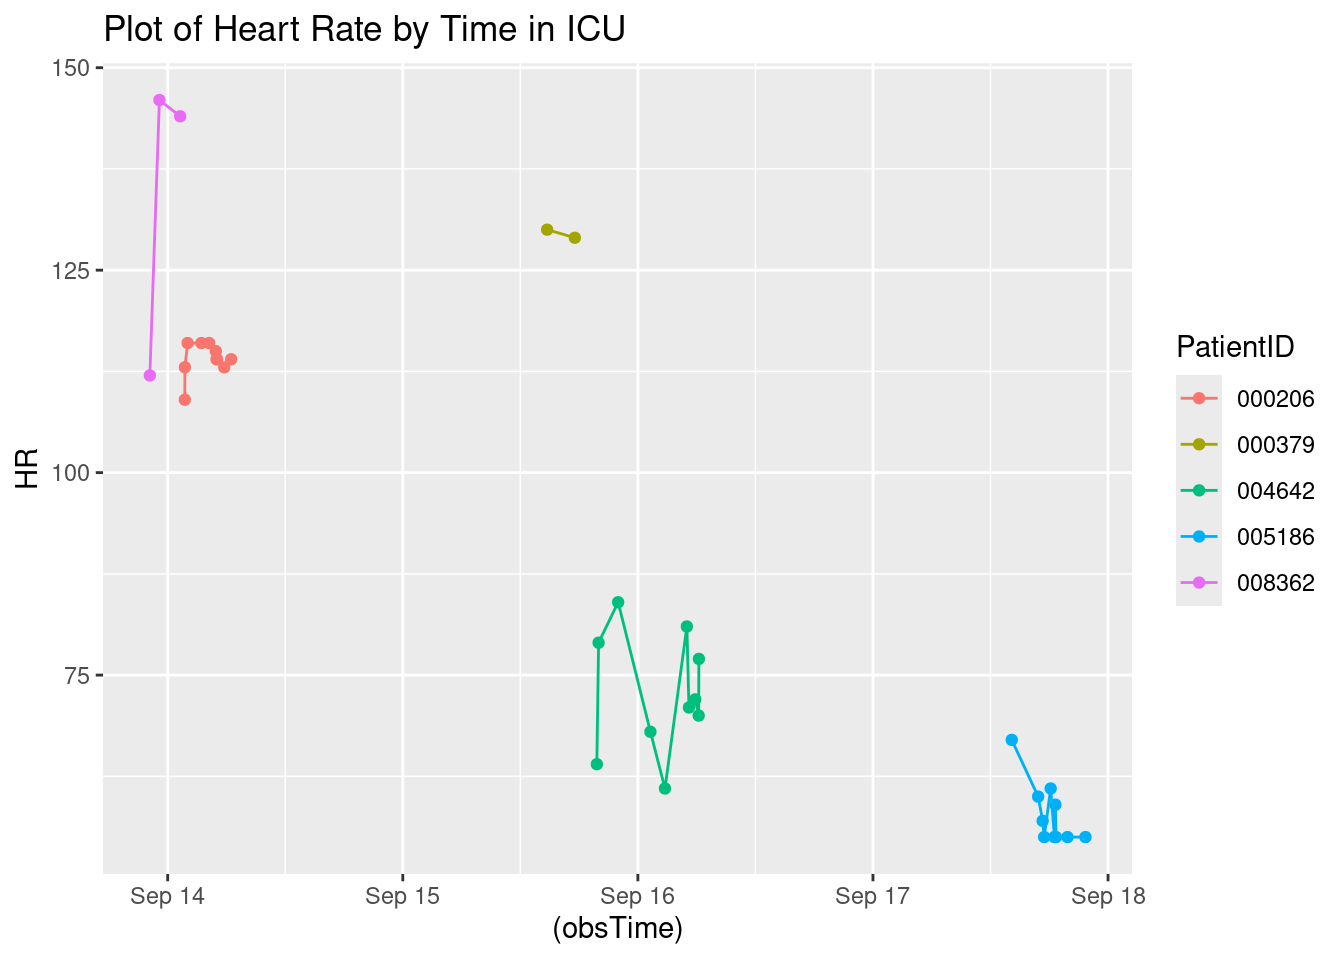 Plot of Heart Rate by Time in ICU
150
125
100
75
HR
Sep 14 Sep 15 Sep 16 Sep 17 Sep 18
(obsTime)
PatientID
000206
000379
004642
005186
008362